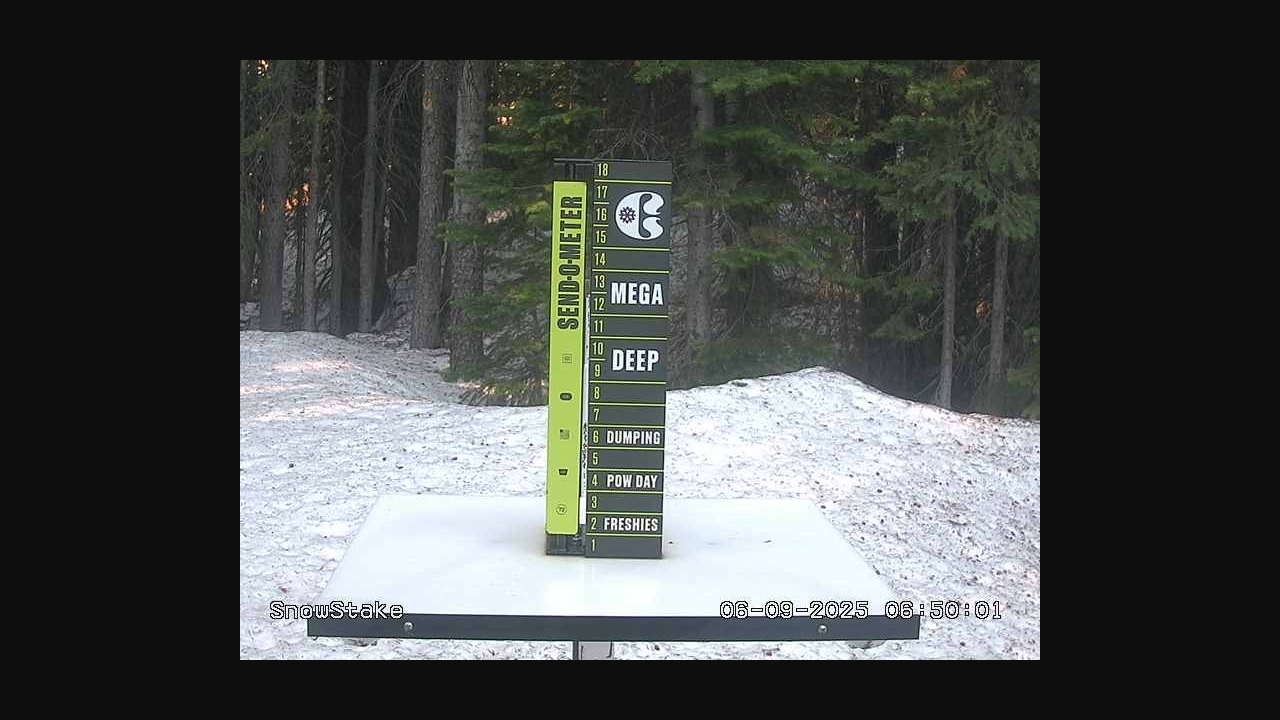 SEND-O-METER
18
17
16
15
14
13
12 MEGA
11
10
9 DEEP
8
7
6 DUMPING
5
4 POW DAY
3
2 FRESHIES
1
SnowStake
06-09-2025 06:50:01